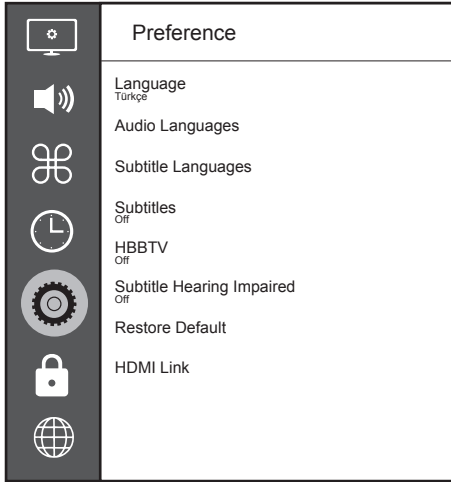 Preference
Language
Türkçe
Audio Languages
Subtitle Languages
Subtitles
Off
HBBTV
Off
Subtitle Hearing Impaired
Off
Restore Default
HDMI Link